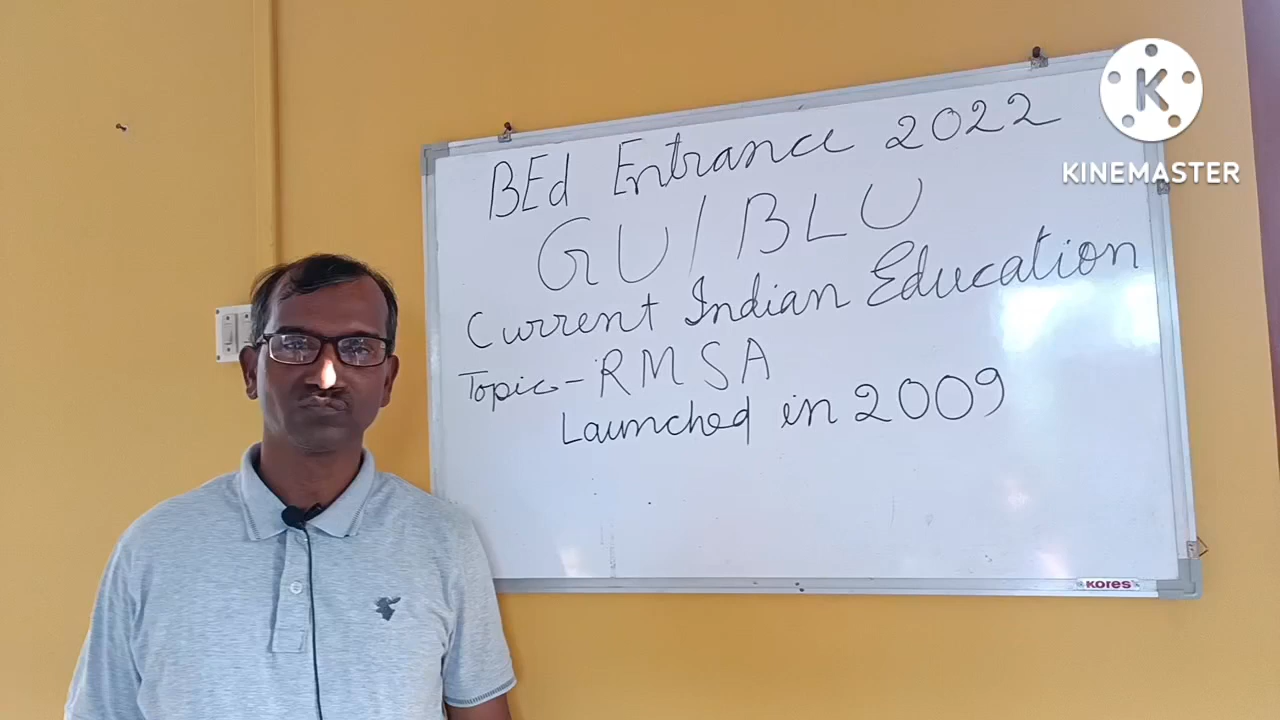 BEd Entrance 2022
GU/BLU
Current Indian Education
Topic - RMSA
Launched in 2009
K
KINEMASTER
KORES